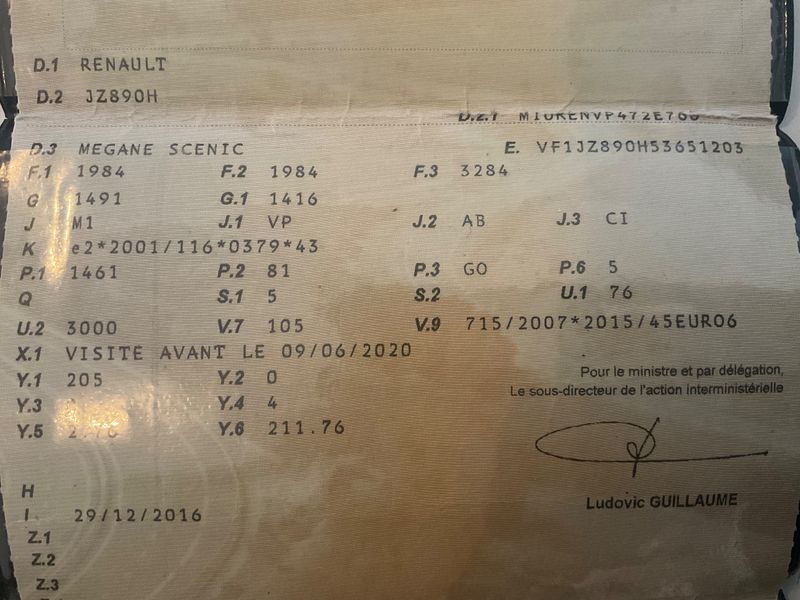 D.1 RENAULT
D.2 JZ890H
D.3 MEGANE SCENIC E. VF1JZ890H53651203
F.1 1984 F.2 1984 F.3 3284
G 1491 G.1 1416
J M1 J.1 VP J.2 AB J.3 CI
K e2*2001/116*0379*43
P.1 1461 P.2 81 P.3 GO P.6 5
Q S.1 5 S.2 U.1 76
U.2 3000 V.7 105 V.9 715/2007*2015/45EURO6
X.1 VISITE AVANT LE 09/06/2020
Y.1 205 Y.2 0
Pour le ministre et par délégation,
Le sous-directeur de l'action interministérielle
Y.3 Y.4 4
Y.5 Y.6 211.76
H
Ludovic GUILLAUME
I 29/12/2016
Z.1
Z.2
Z.3